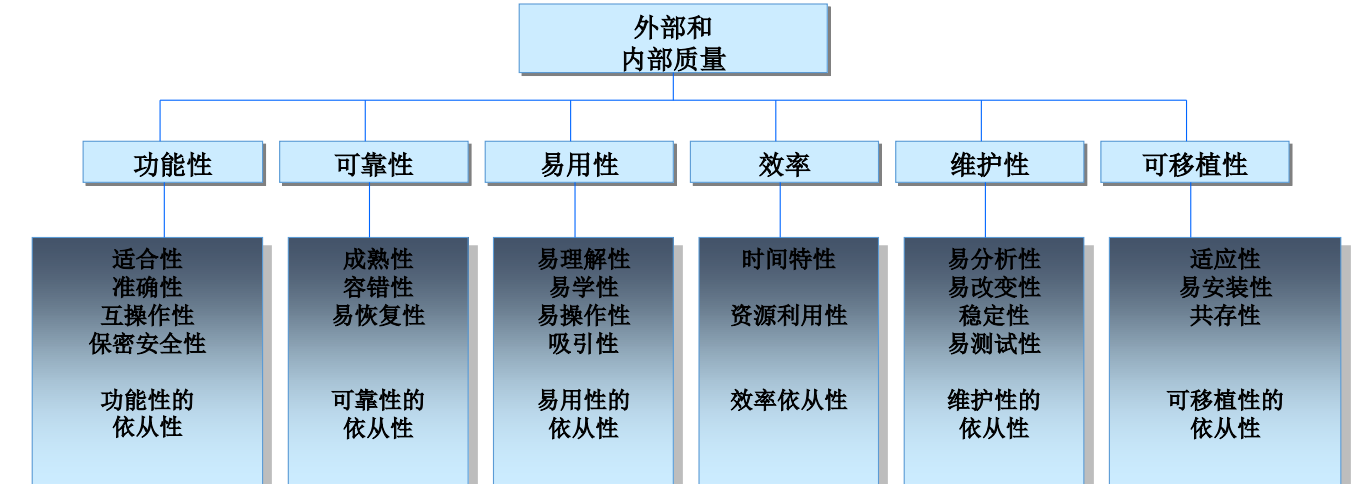 外部和
内部质量
功能性
可靠性
易用性
效率
维护性
可移植性
适合性
准确性
互操作性
保密安全性
功能性的
依从性
成熟性
容错性
易恢复性
可靠性的
依从性
易理解性
易学性
易操作性
吸引性
易用性的
依从性
时间特性
资源利用性
效率依从性
易分析性
易改变性
稳定性
易测试性
维护性的
依从性
适应性
易安装性
共存性
可移植性的
依从性